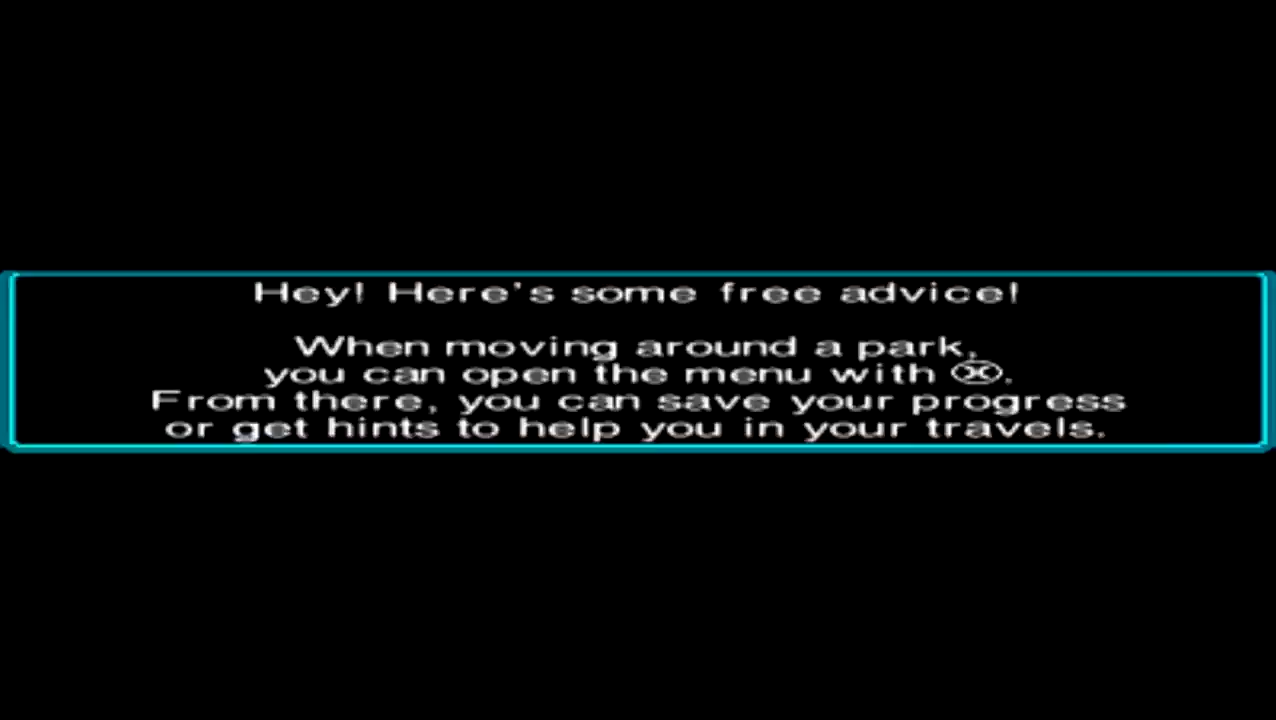 Hey! Here's some free advice!
When moving around a park,
you can open the menu with Ⓧ.
From there, you can save your progress
or get hints to help you in your travels.